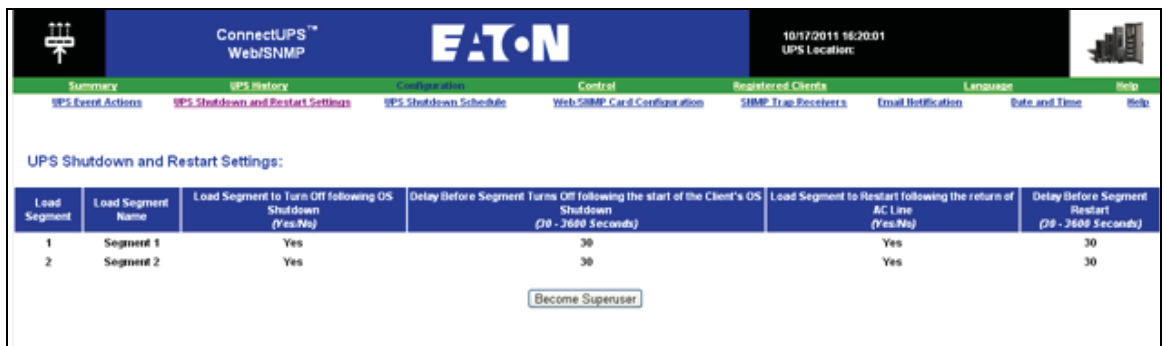 ConnectUPS™
Web/SNMP
EATON
10/17/2011 16:20:01
UPS Location:
Summary UPS History Configuration Control Registered Clients Language Help
UPS Event Actions UPS Shutdown and Restart Settings UPS Shutdown Schedule Web/SNMP Card Configuration SNMP Trap Receivers Email Notification Date and Time Help
UPS Shutdown and Restart Settings:
Load Segment
Load Segment Name
Load Segment to Turn Off following OS Shutdown (Yes/No)
Delay Before Segment Turns Off following the start of the Client's OS Shutdown (30 - 3600 Seconds)
Load Segment to Restart following the return of AC Line (Yes/No)
Delay Before Segment Restart (30 - 3600 Seconds)
1 Segment 1 Yes 30 Yes 30
2 Segment 2 Yes 30 Yes 30
Become Superuser